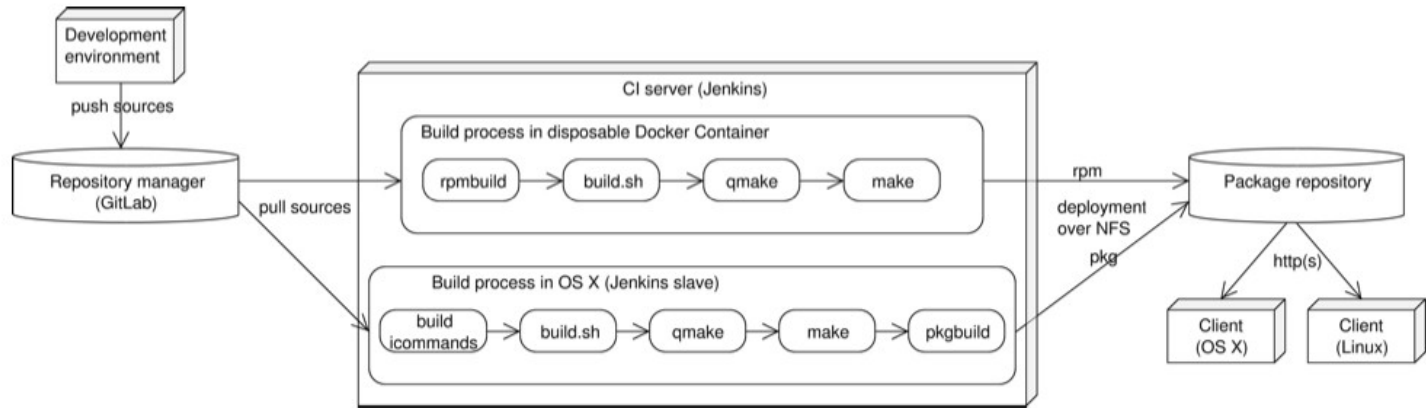 Development
environment
push sources
Repository manager
(GitLab)
pull sources
CI server (Jenkins)
Build process in disposable Docker Container
rpmbuild
build.sh
qmake
make
Build process in OS X (Jenkins slave)
build
icommands
build.sh
qmake
make
pkgbuild
rpm
deployment
over NFS
pkg
Package repository
http(s)
Client
(OS X)
Client
(Linux)